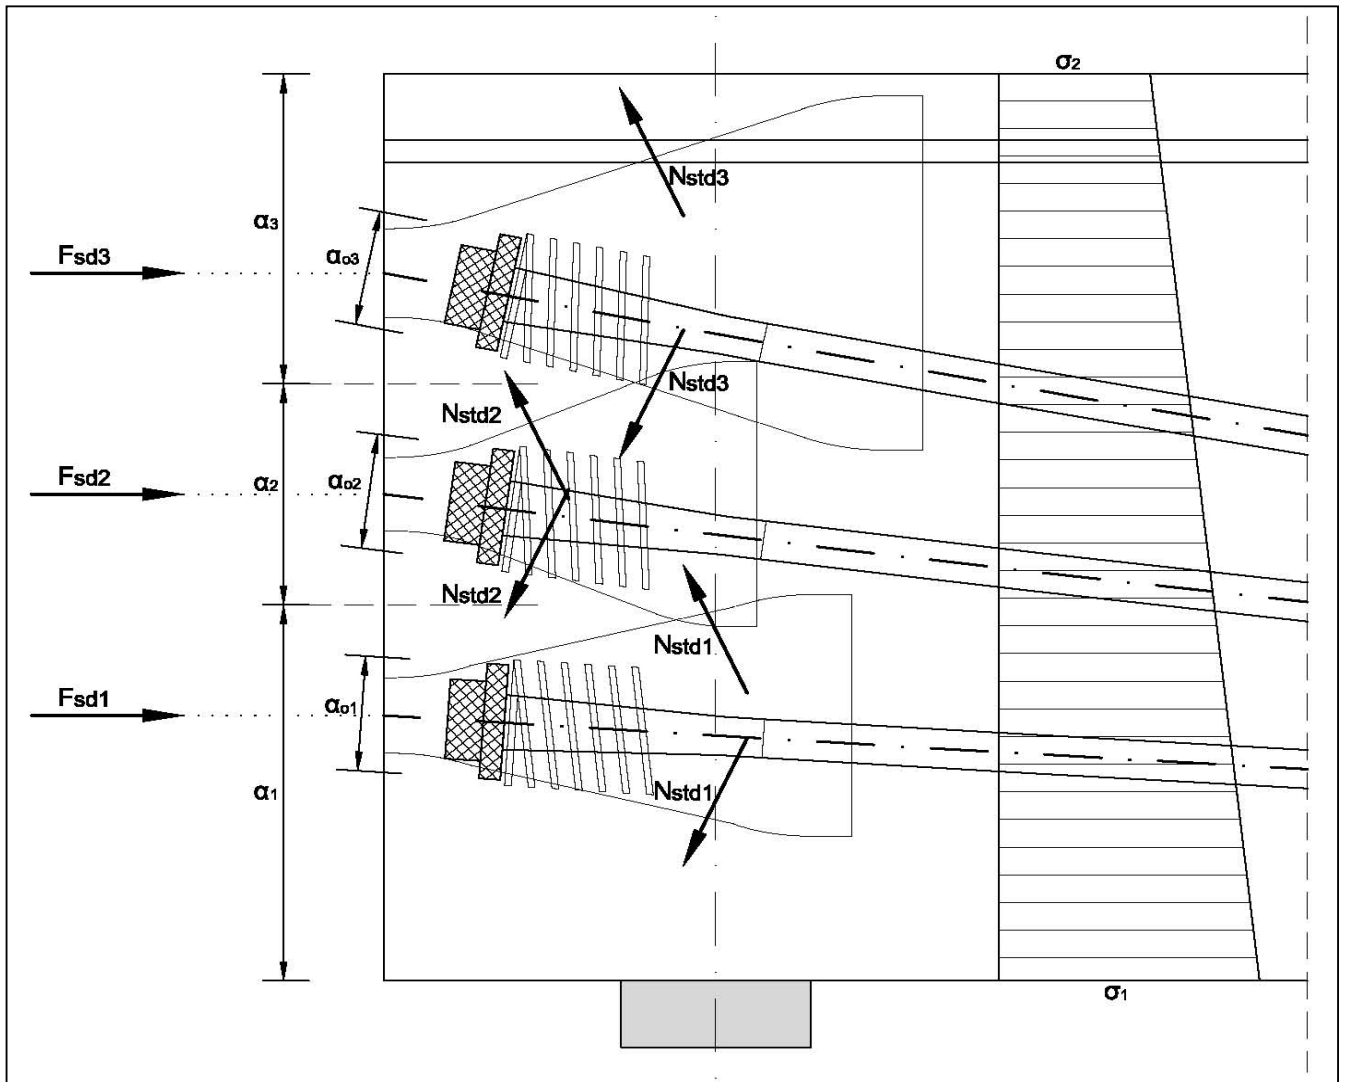 σ2
Nstd3
α3
Fsd3
αo3
Nstd3
Nstd2
Fsd2
α2
αo2
Nstd2
Nstd1
Fsd1
αo1
α1
Nstd1
σ1